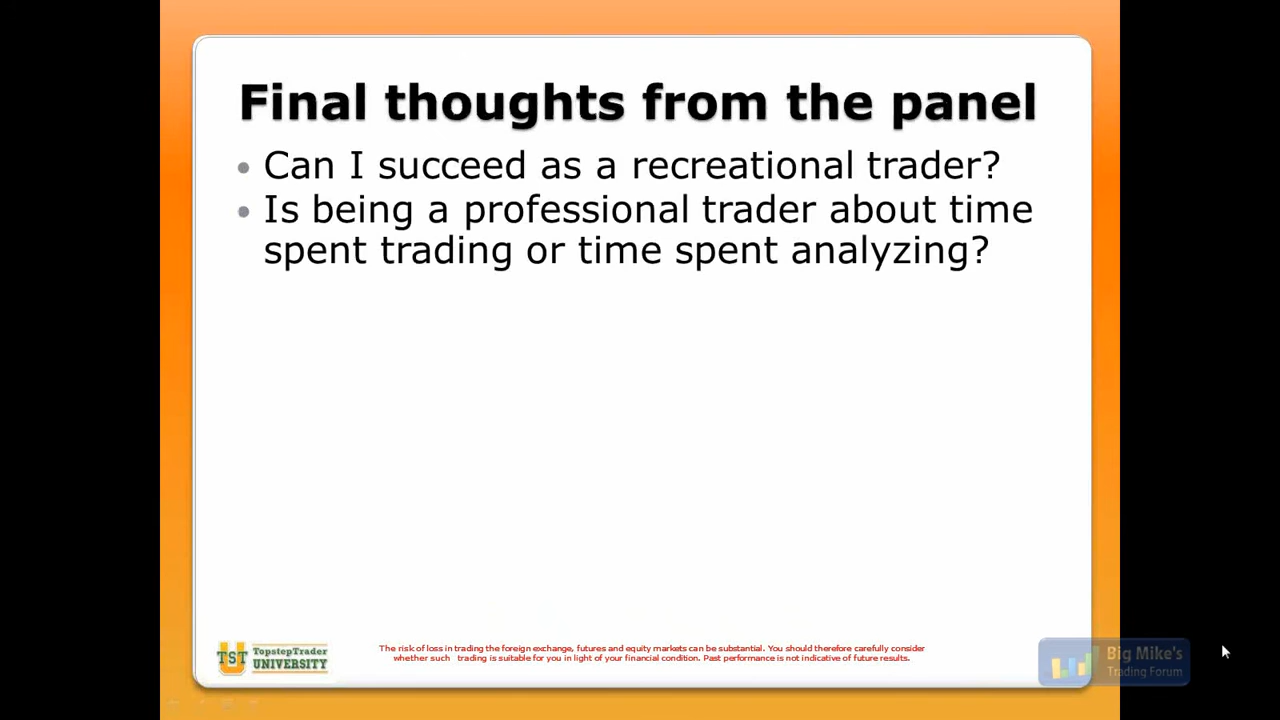 Final thoughts from the panel
• Can I succeed as a recreational trader?
• Is being a professional trader about time
spent trading or time spent analyzing?
U
TST
TopstepTrader
UNIVERSITY
The risk of loss in trading the foreign exchange, futures and equity markets can be substantial. You should therefore carefully consider
whether such trading is suitable for you in light of your financial condition. Past performance is not indicative of future results.
Big Mike's
Trading Forum